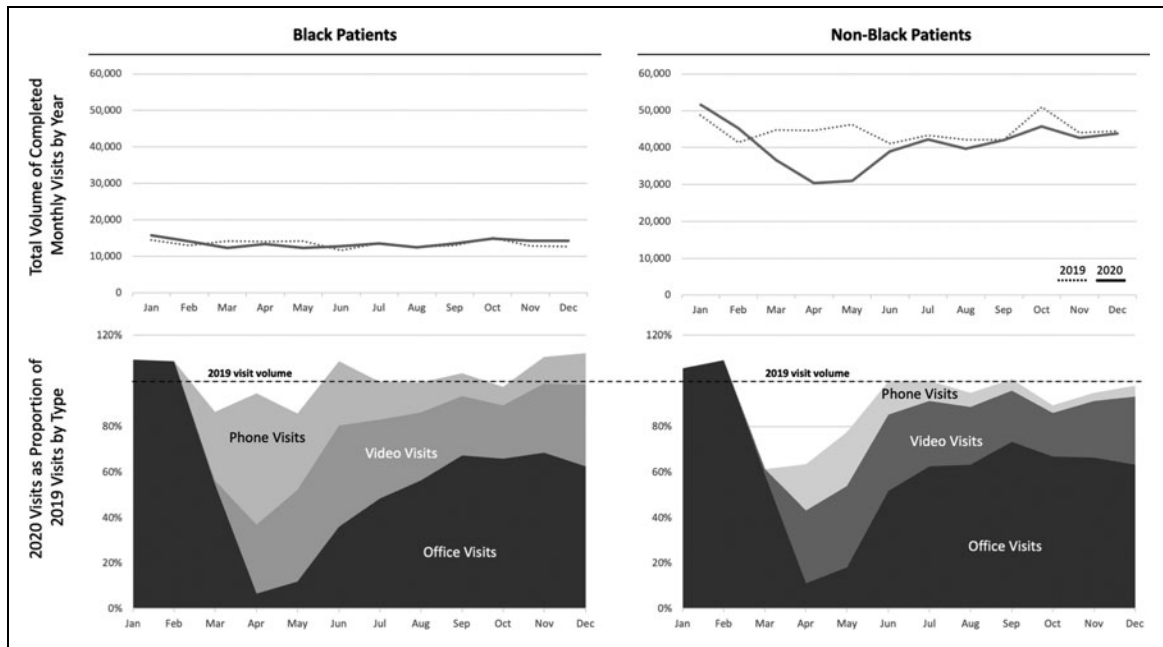 Black Patients
Non-Black Patients
Total Volume of Completed
Monthly Visits by Year
60,000
50,000
40,000
30,000
20,000
10,000
0
Jan Feb Mar Apr May Jun Jul Aug Sep Oct Nov Dec
60,000
50,000
40,000
30,000
20,000
10,000
0
2019 2020
Jan Feb Mar Apr May Jun Jul Aug Sep Oct Nov Dec
2020 Visits as Proportion of
2019 Visits by Type
120%
80%
60%
40%
20%
0%
2019 visit volume
Phone Visits
Video Visits
Office Visits
Jan Feb Mar Apr May Jun Jul Aug Sep Oct Nov Dec
120%
80%
60%
40%
20%
0%
2019 visit volume
Phone Visits
Video Visits
Office Visits
Jan Feb Mar Apr May Jun Jul Aug Sep Oct Nov Dec